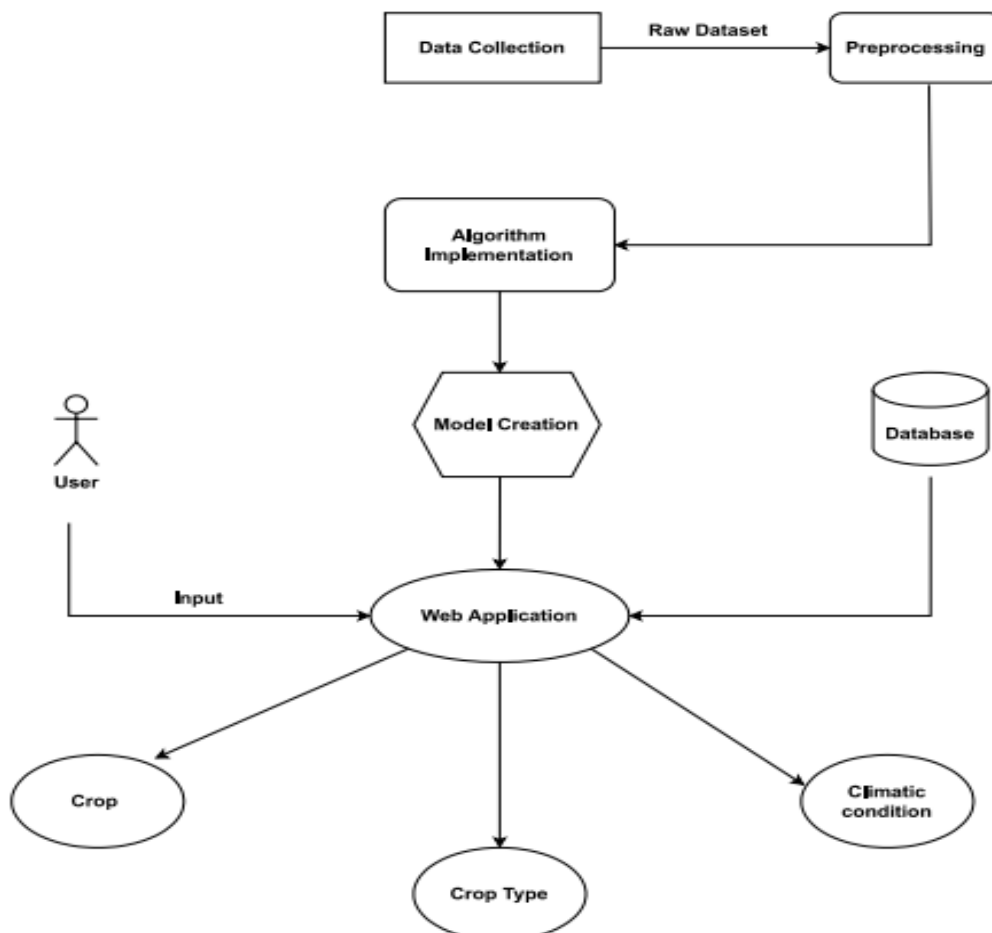 Data Collection
Raw Dataset
Preprocessing
Algorithm
Implementation
Model Creation
Database
User
Input
Web Application
Crop
Climatic
condition
Crop Type